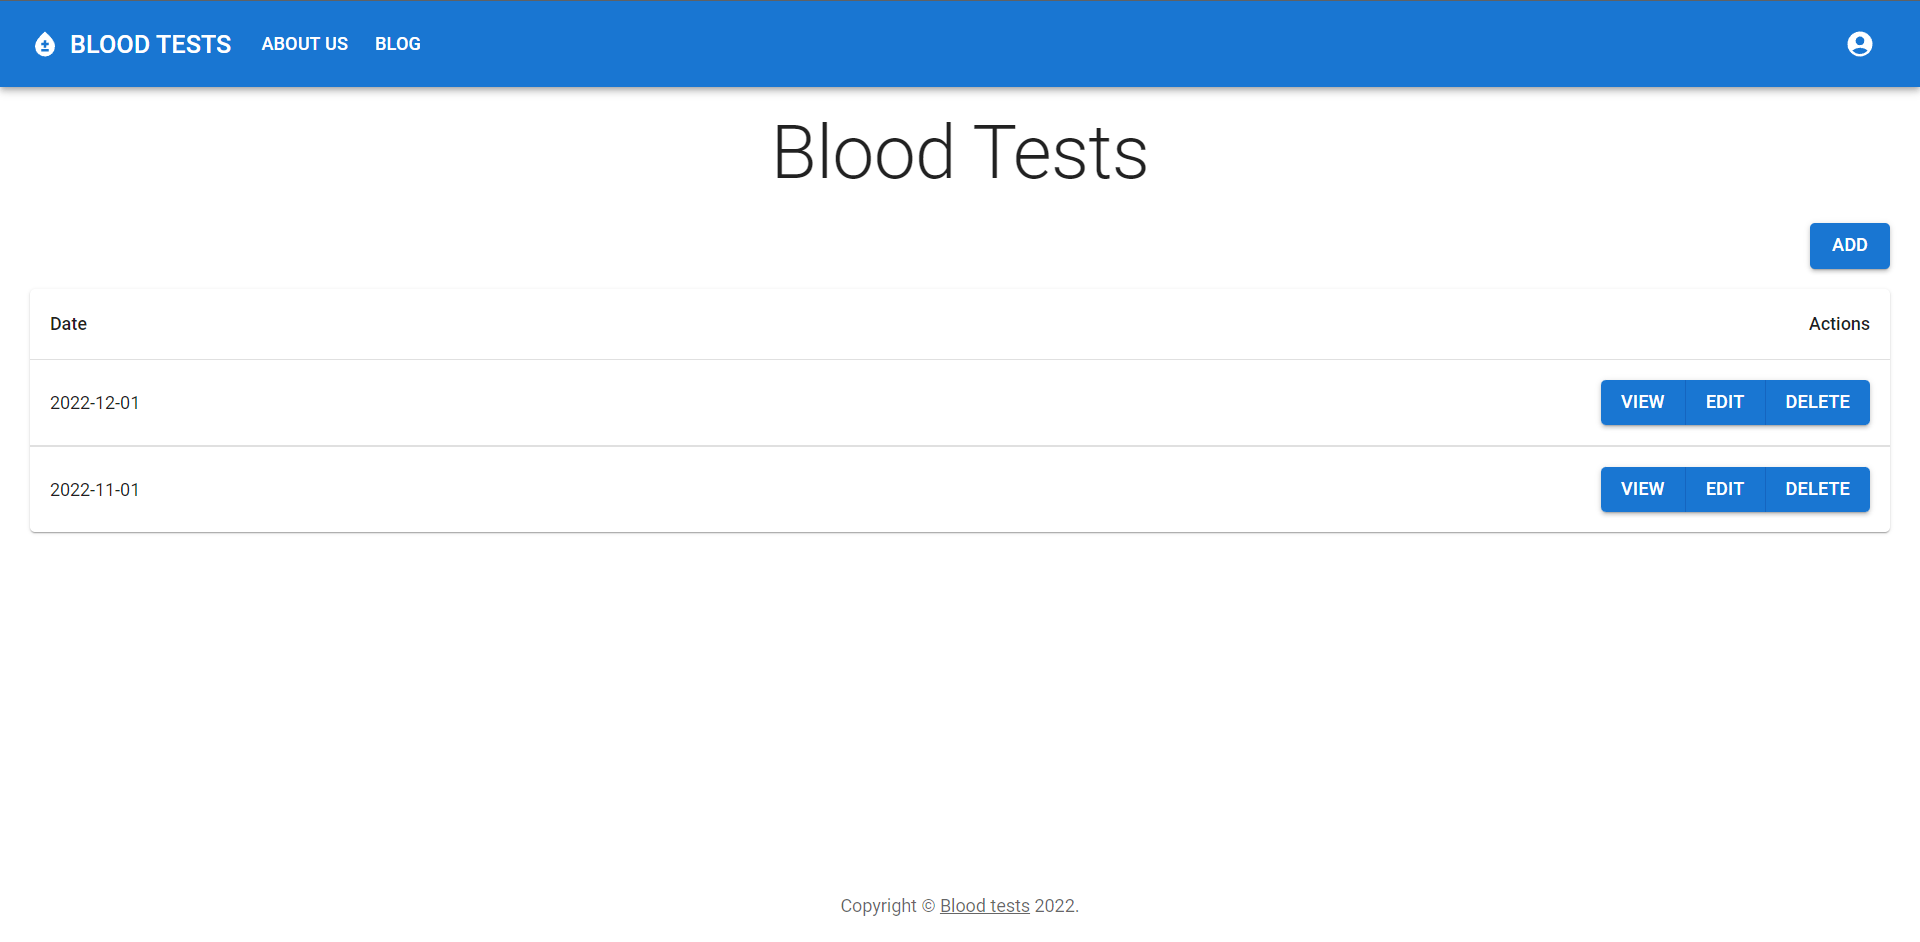 BLOOD TESTS ABOUT US BLOG
Blood Tests
ADD
Date Actions
2022-12-01 VIEW EDIT DELETE
2022-11-01 VIEW EDIT DELETE
Copyright © Blood tests 2022.